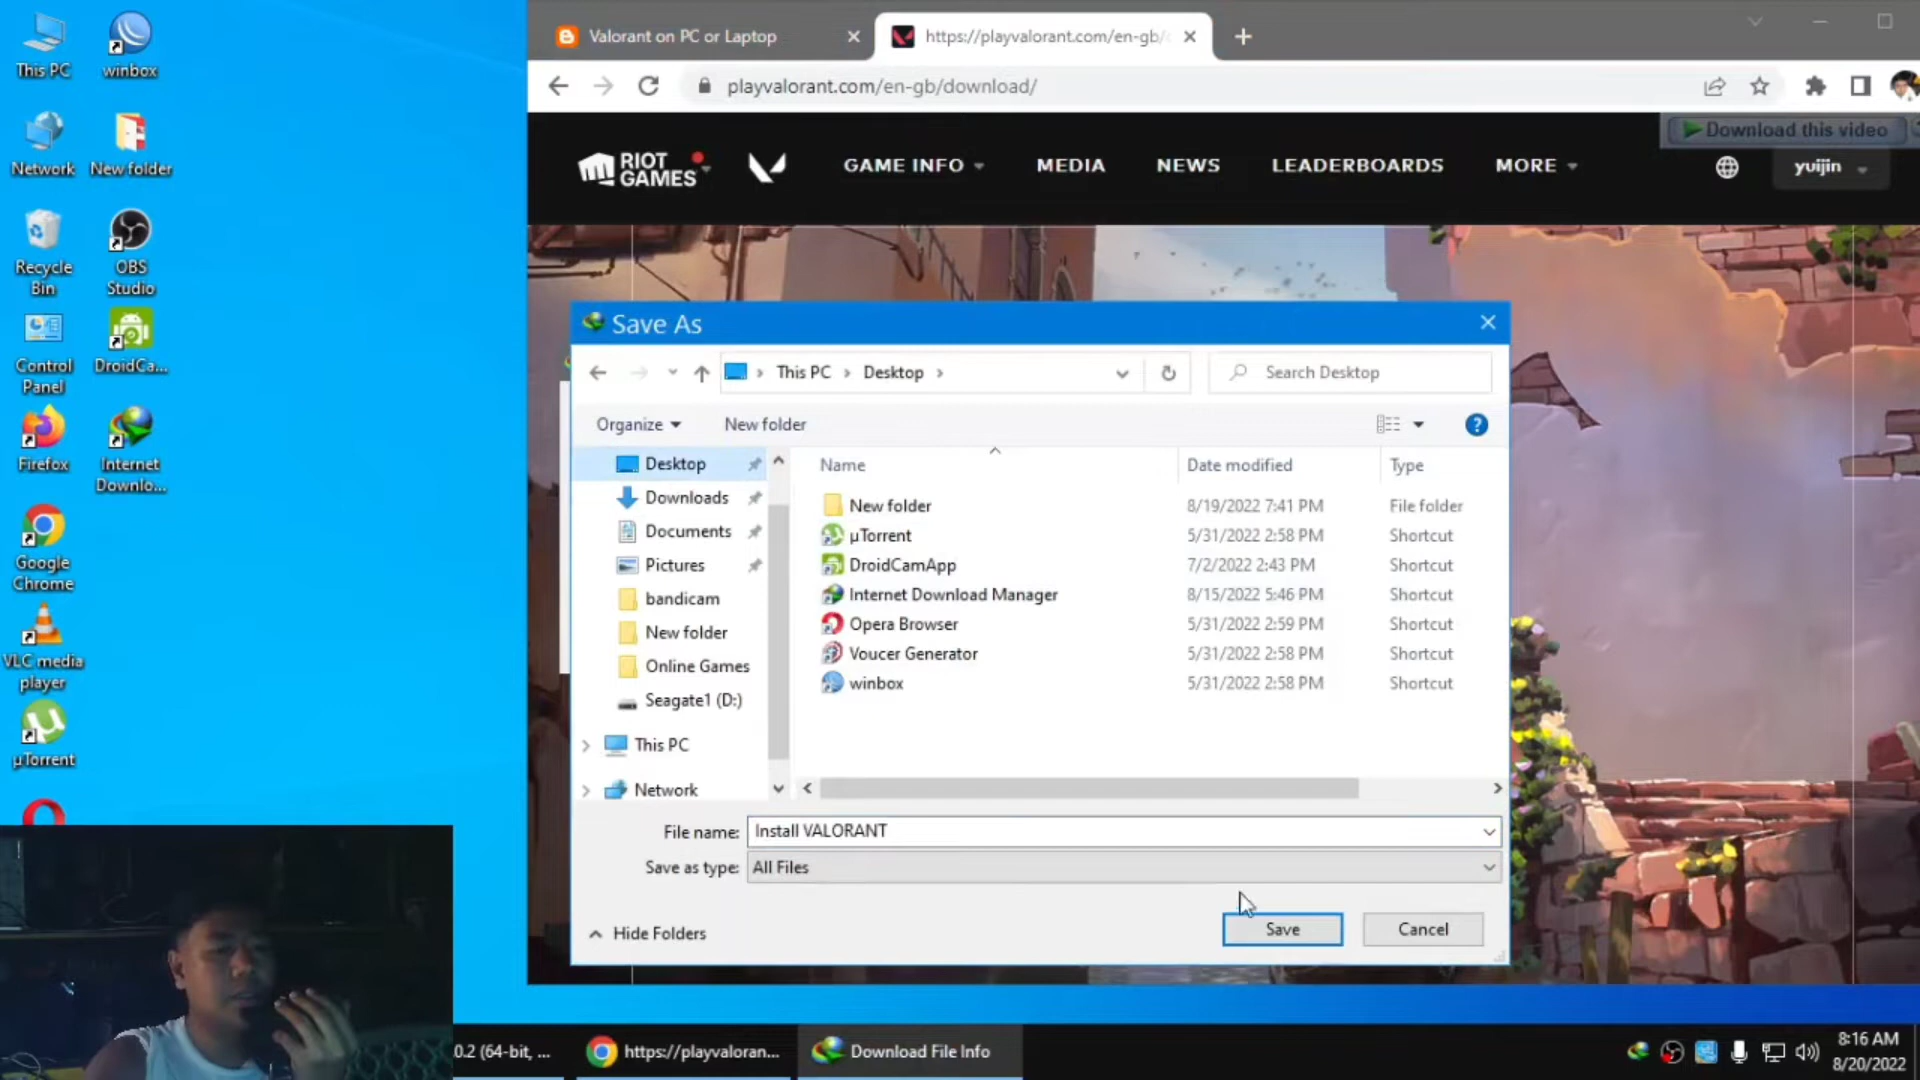 This PC
winbox
Network
New folder
Recycle
Bin
OBS
Studio
Control
Panel
DroidCa...
Firefox
Internet
Downlo...
Google
Chrome
VLC media
player
µTorrent
Valorant on PC or Laptop
https://playvalorant.com/en-gb/
playvalorant.com/en-gb/download/
Download this video
RIOT
GAMES
GAME INFO
MEDIA
NEWS
LEADERBOARDS
MORE
yuijin
Save As
This PC
Desktop
Search Desktop
Organize
New folder
Desktop
Downloads
Documents
Pictures
bandicam
New folder
Online Games
Seagate1 (D:)
This PC
Network
Name Date modified Type
New folder 8/19/2022 7:41 PM File folder
µTorrent 5/31/2022 2:58 PM Shortcut
DroidCamApp 7/2/2022 2:43 PM Shortcut
Internet Download Manager 8/15/2022 5:46 PM Shortcut
Opera Browser 5/31/2022 2:59 PM Shortcut
Voucer Generator 5/31/2022 2:58 PM Shortcut
winbox 5/31/2022 2:58 PM Shortcut
File name: Install VALORANT
Save as type: All Files
Hide Folders
Save
Cancel
0.2 (64-bit, ...
https://playvaloran...
Download File Info
8:16 AM
8/20/2022